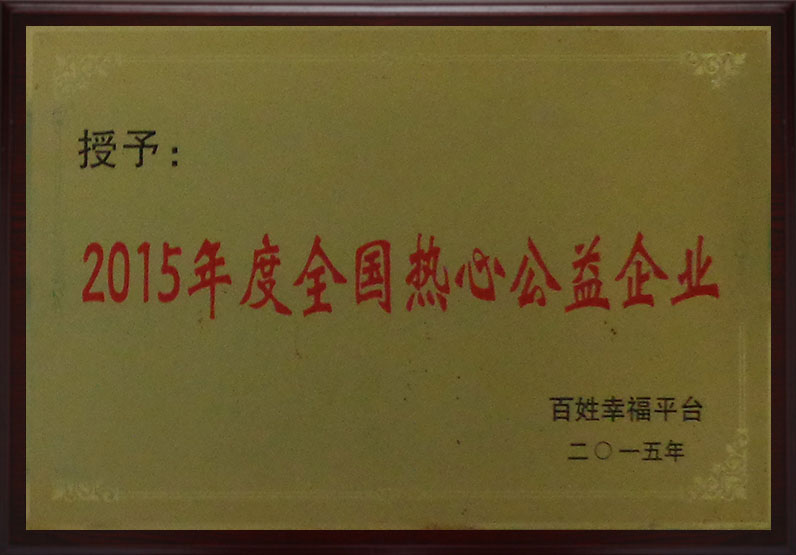 授予：
2015年度全国热心公益企业
百姓幸福平台
二〇一五年